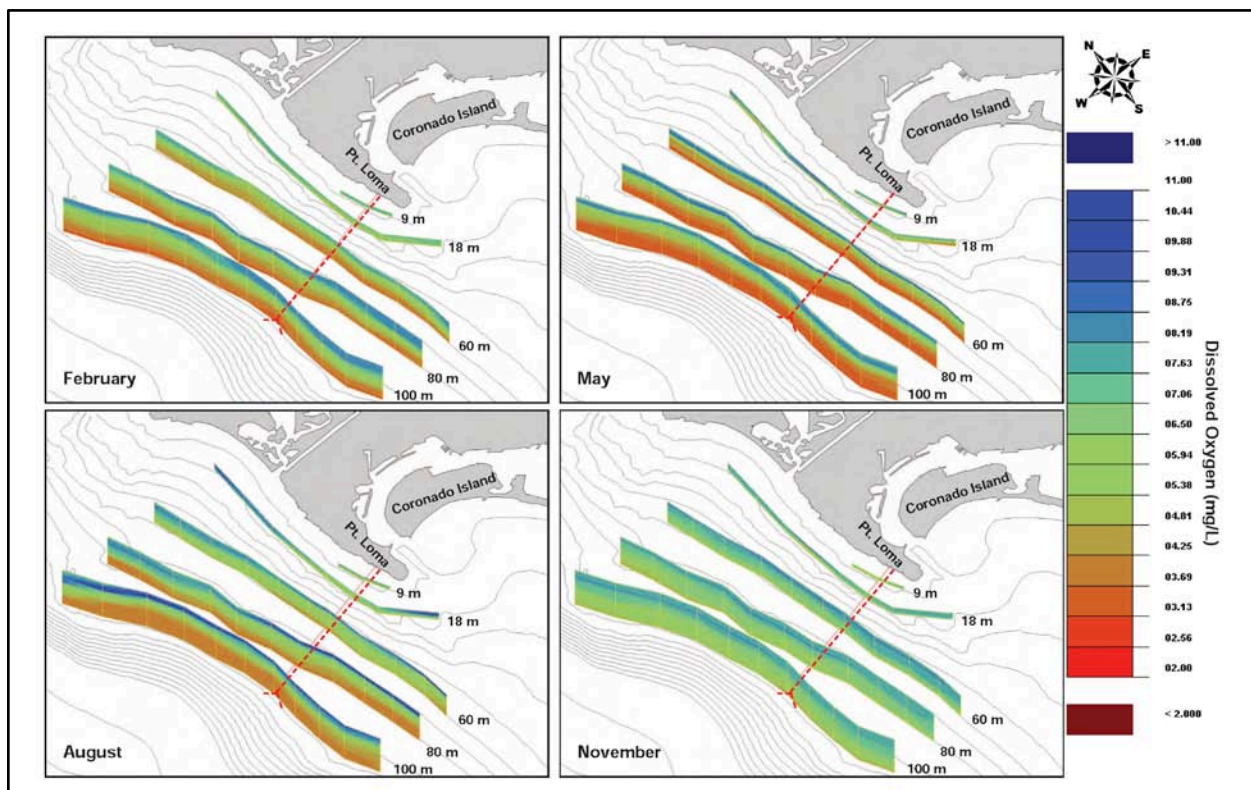 Coronado Island
Pt. Loma
9 m
18 m
60 m
80 m
100 m
February
Coronado Island
Pt. Loma
9 m
18 m
60 m
80 m
100 m
May
Coronado Island
Pt. Loma
9 m
18 m
60 m
80 m
100 m
August
Coronado Island
Pt. Loma
9 m
18 m
60 m
80 m
100 m
November
N
E
W
S
> 11.00
11.00
10.44
09.88
09.31
08.75
08.19
07.63
07.06
06.50
05.94
05.38
04.81
04.25
03.69
03.13
02.56
02.00
< 2.000
Dissolved Oxygen (mg/L)